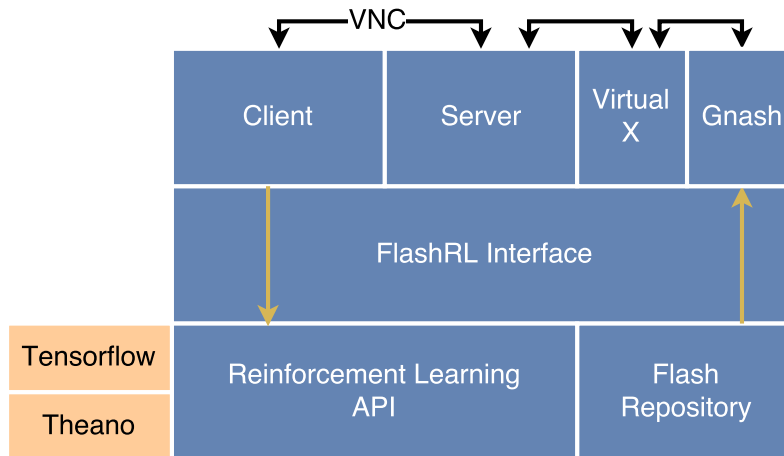 VNC
Client
Server
Virtual
X
Gnash
FlashRL Interface
Tensorflow
Theano
Reinforcement Learning
API
Flash
Repository